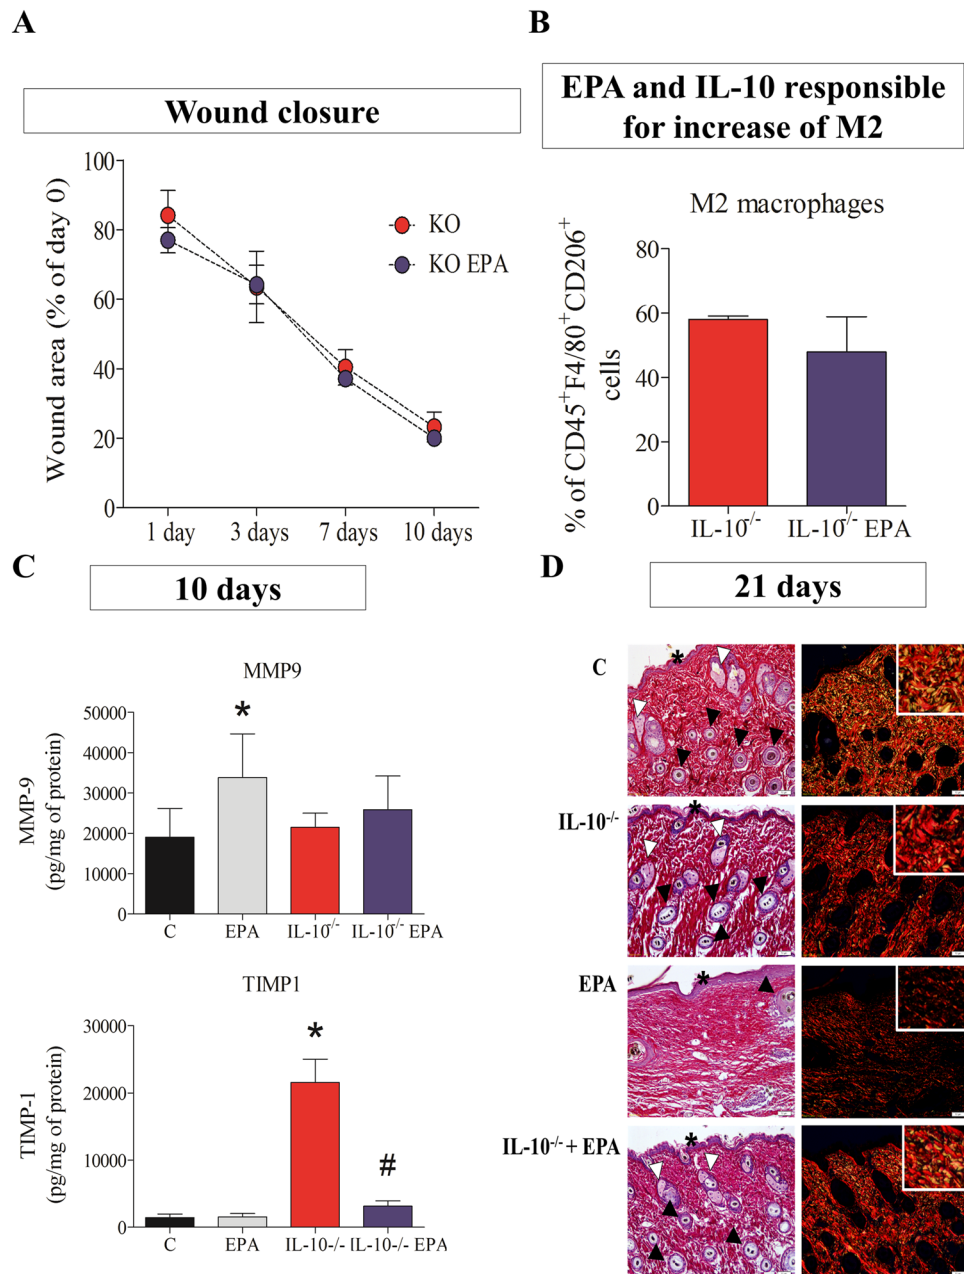 A
Wound closure
Wound area (% of day 0)
100
80
60
40
20
0
1 day
3 days
7 days
10 days
KO
KO EPA
B
EPA and IL-10 responsible
for increase of M2
M2 macrophages
% of CD45+F4/80+CD206+
cells
80
60
40
20
0
IL-10-/-
IL-10-/- EPA
C
10 days
MMP9
MMP-9
(pg/mg of protein)
50000
40000
30000
20000
10000
0
*
C
EPA
IL-10-/-
IL-10-/- EPA
TIMP1
TIMP-1
(pg/mg of protein)
30000
20000
10000
0
*
#
C
EPA
IL-10-/-
IL-10-/- EPA
D
21 days
C
*
IL-10-/-
*
EPA
*
IL-10-/- + EPA
*